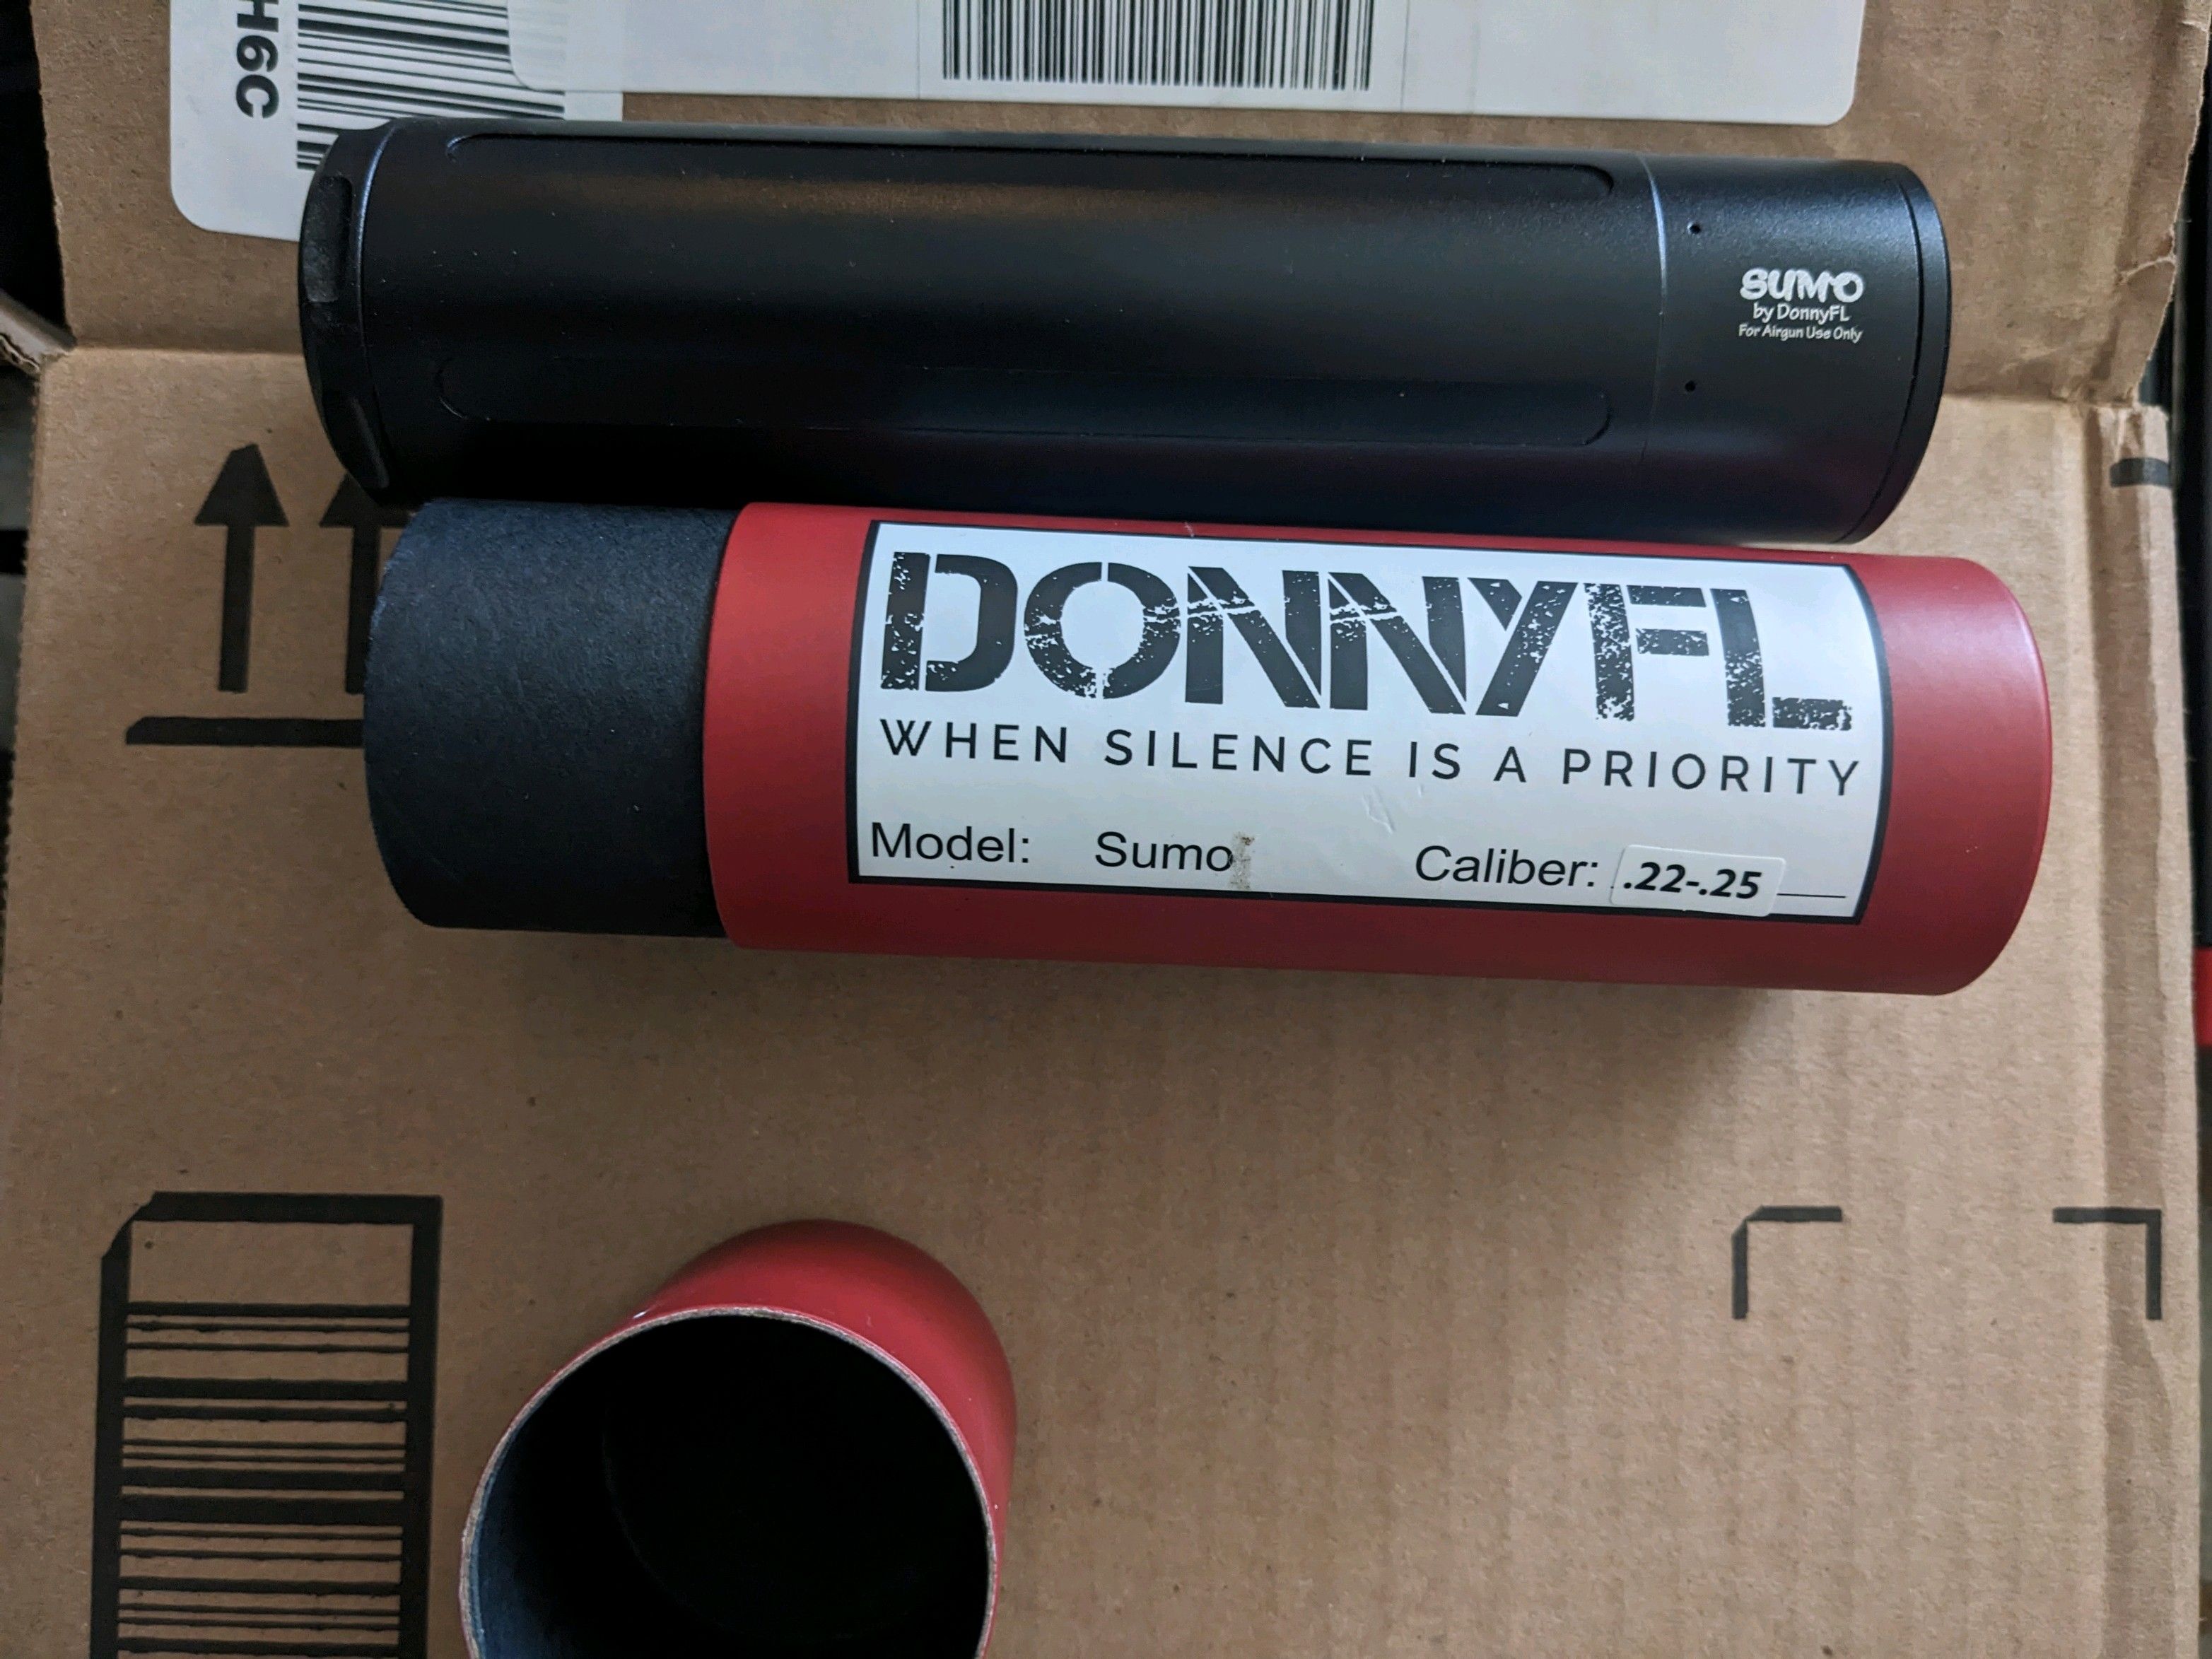 H6C
SUMO
by DonnyFL
For Airgun Use Only
DONNYFL
WHEN SILENCE IS A PRIORITY
Model: Sumo Caliber: .22-.25